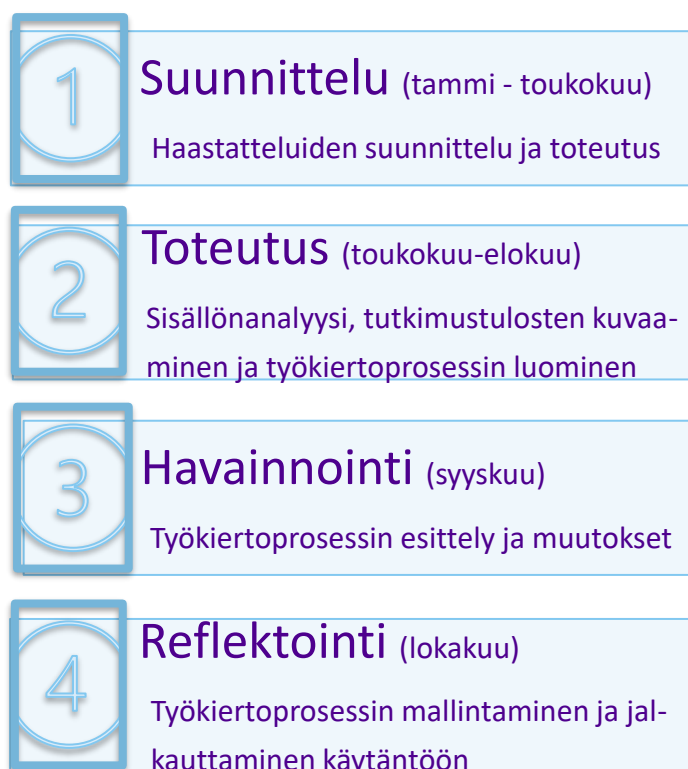 1
Suunnittelu (tammi - toukokuu)
Haastatteluiden suunnittelu ja toteutus
2
Toteutus (toukokuu-elokuu)
Sisällönanalyysi, tutkimustulosten kuvaa-
minen ja työkiertoprosessin luominen
3
Havainnointi (syyskuu)
Työkiertoprosessin esittely ja muutokset
4
Reflektointi (lokakuu)
Työkiertoprosessin mallintaminen ja jal-
kauttaminen käytäntöön